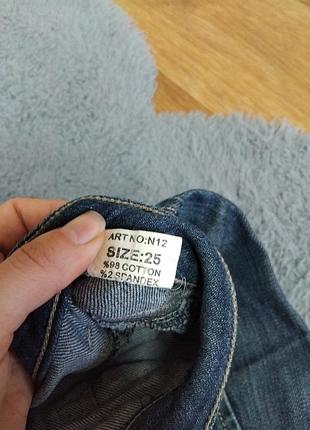 ART NO:N12
SIZE:25
%98 COTTON
%2 SPANDEX